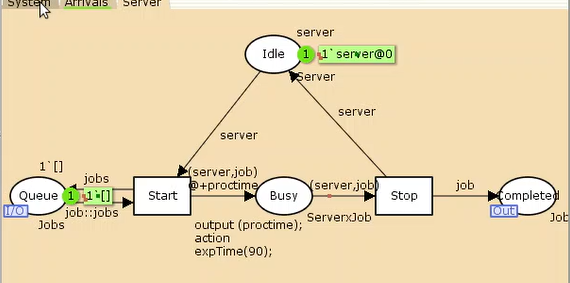 System Arrivals Server
server
Idle 1 1`server@0
Server
server
server
1`[]
jobs
(server,job)
@+proctime
(server,job)
job
Queue 1 1`[]
Start
Busy
Stop
Completed
I/O
job::jobs
Out
Jobs
ServerxJob
Job
output (proctime);
action
expTime(90);